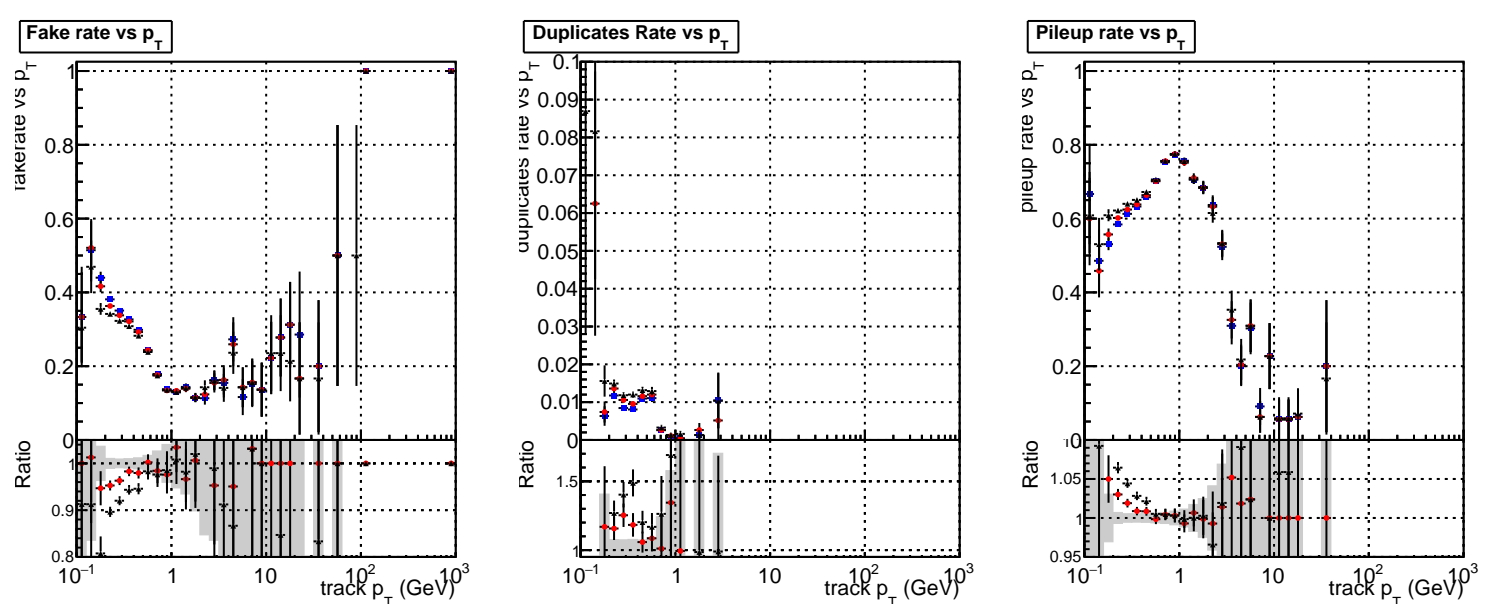 Fake rate vs p_T
Duplicates Rate vs p_T
Pileup rate vs p_T
fakerate vs p_T
1
0.8
0.6
0.4
0.2
0
Ratio
1
0.9
0.8
10^−1 1 10 10^2 10^3
track p_T (GeV)
duplicates rate vs p_T
0.1
0.09
0.08
0.07
0.06
0.05
0.04
0.03
0.02
0.01
0
Ratio
1.5
1
10^−1 1 10 10^2 10^3
track p_T (GeV)
pileup rate vs p_T
1
0.8
0.6
0.4
0.2
0
Ratio
1.05
1
0.95
10^−1 1 10 10^2 10^3
track p_T (GeV)